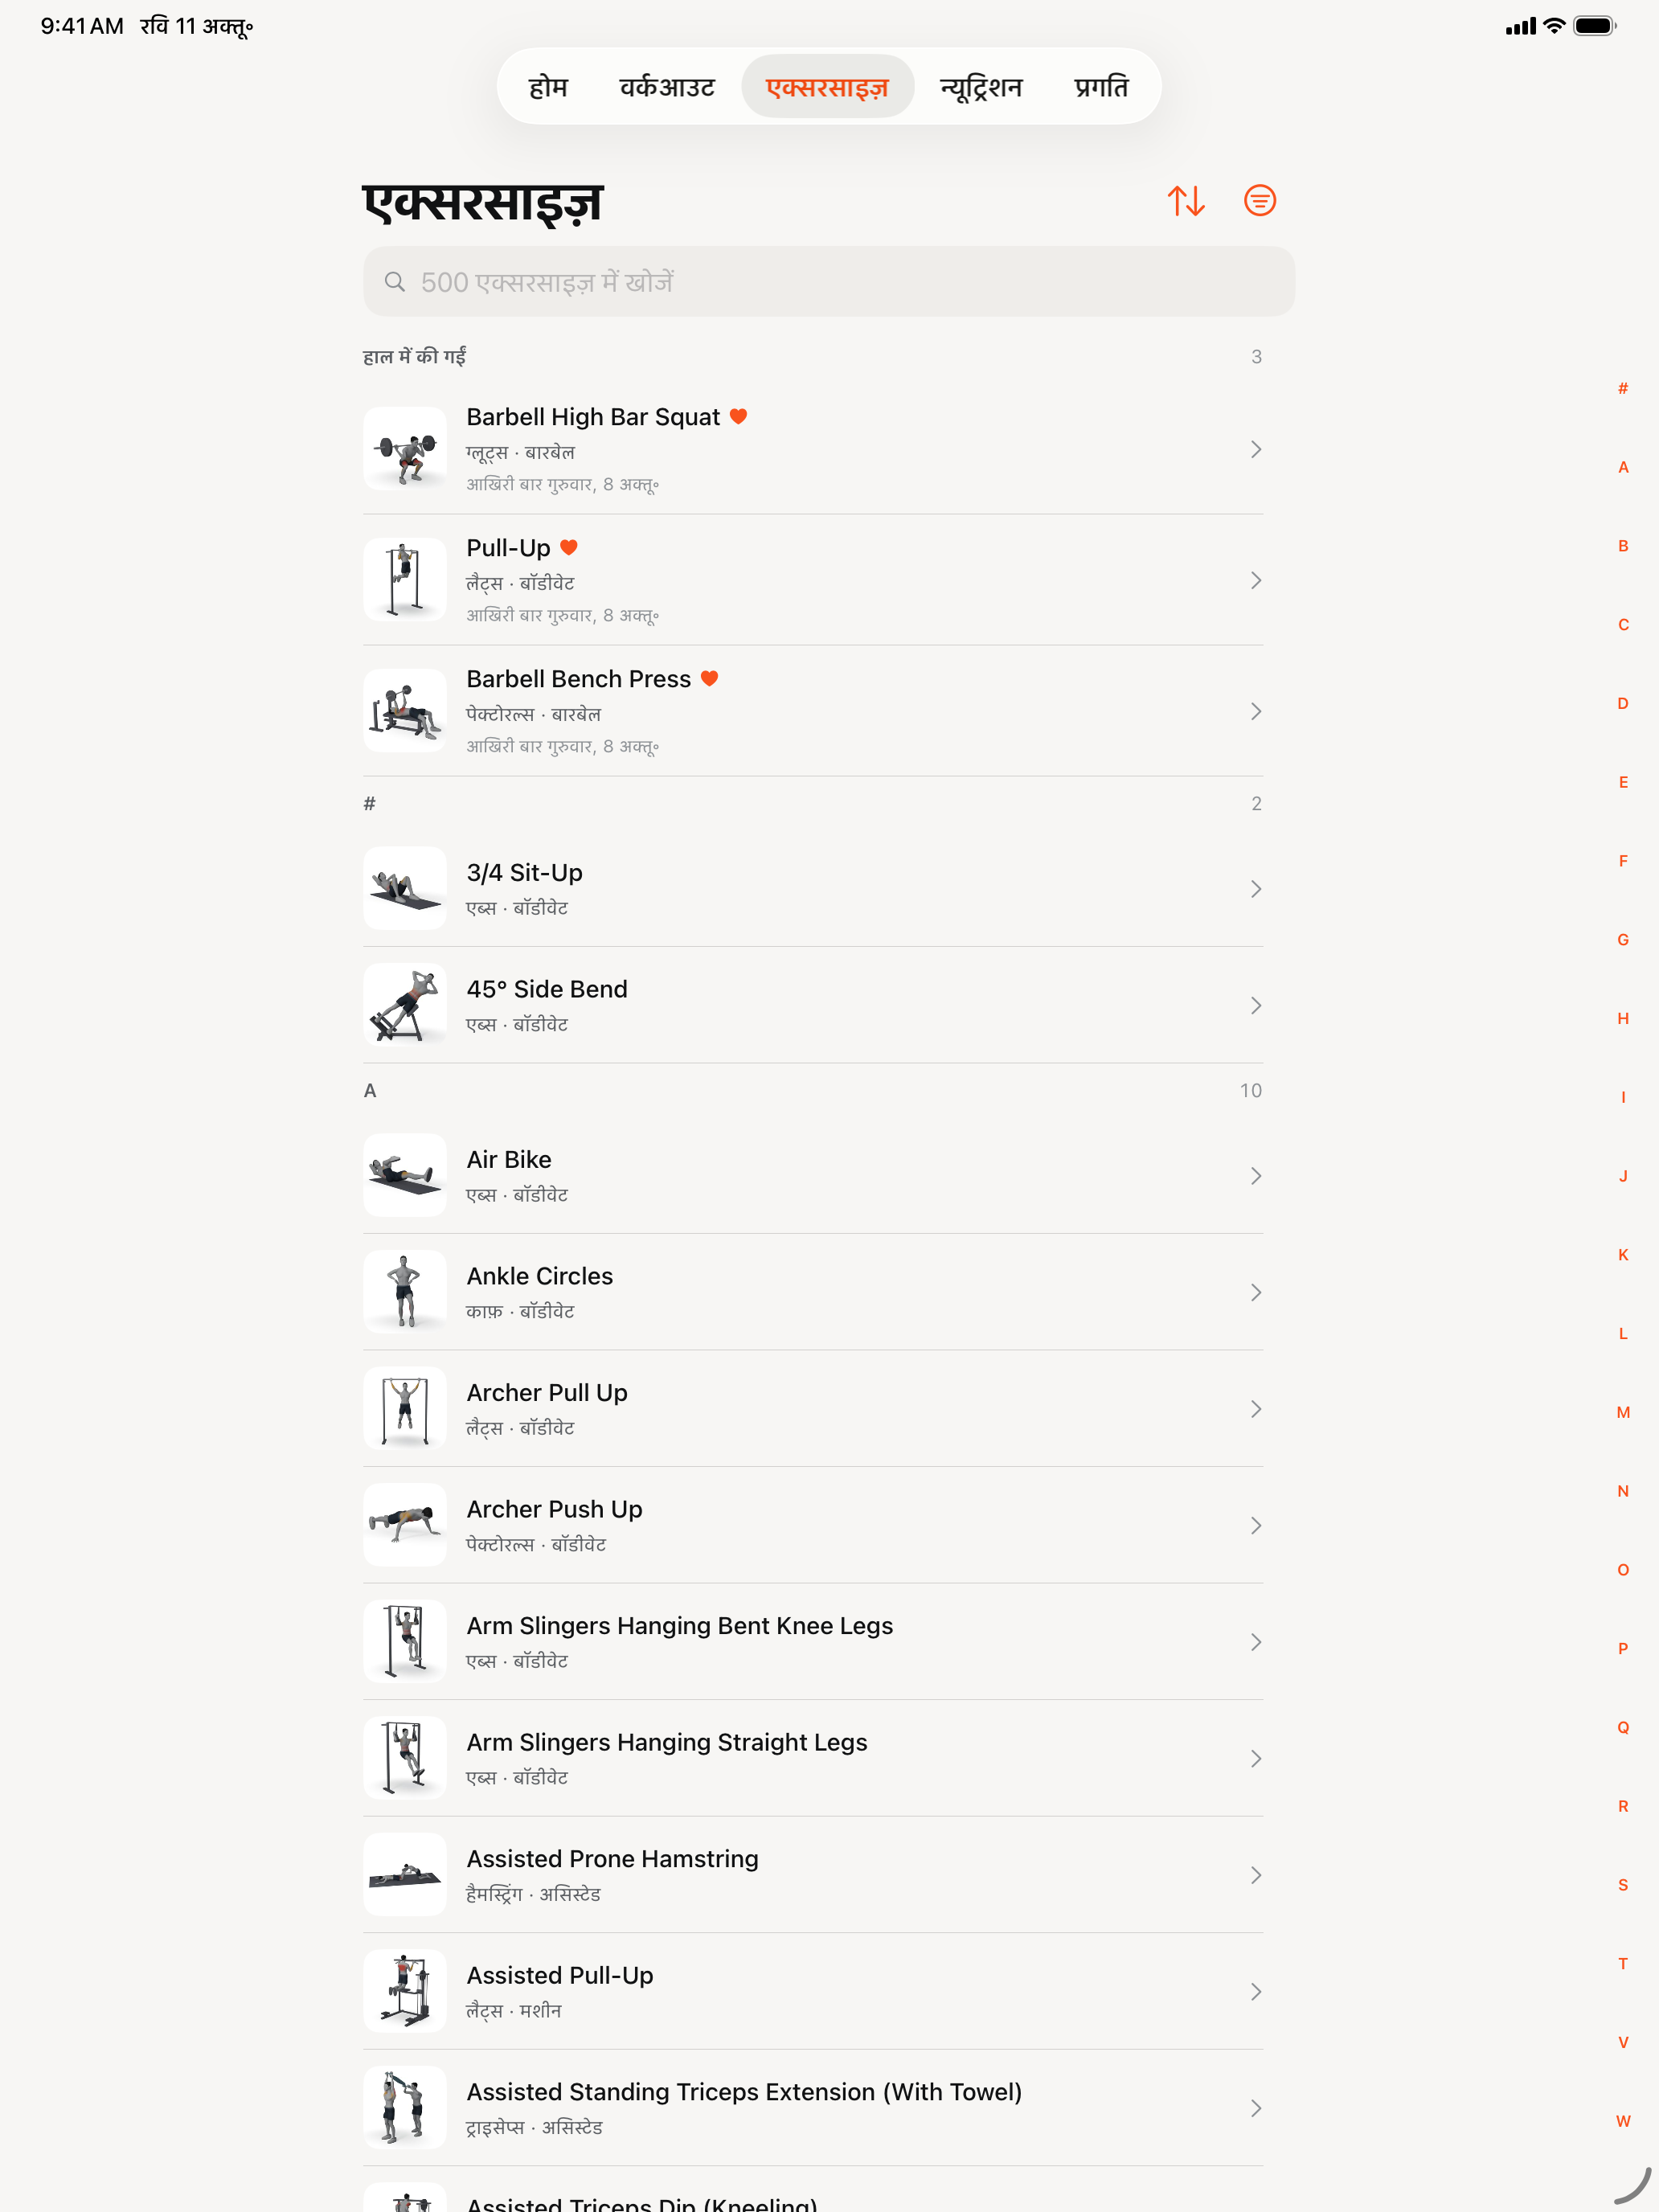 9:41 AM रवि 11 अक्तू॰
होम वर्कआउट एक्सरसाइज़ न्यूट्रिशन प्रगति
एक्सरसाइज़
500 एक्सरसाइज़ में खोजें
हाल में की गईं 3
Barbell High Bar Squat
ग्लूट्स · बारबेल
आखिरी बार गुरुवार, 8 अक्तू॰
Pull-Up
लैट्स · बॉडीवेट
आखिरी बार गुरुवार, 8 अक्तू॰
Barbell Bench Press
पेक्टोरल्स · बारबेल
आखिरी बार गुरुवार, 8 अक्तू॰
# 2
3/4 Sit-Up
एब्स · बॉडीवेट
45° Side Bend
एब्स · बॉडीवेट
A 10
Air Bike
एब्स · बॉडीवेट
Ankle Circles
काफ़ · बॉडीवेट
Archer Pull Up
लैट्स · बॉडीवेट
Archer Push Up
पेक्टोरल्स · बॉडीवेट
Arm Slingers Hanging Bent Knee Legs
एब्स · बॉडीवेट
Arm Slingers Hanging Straight Legs
एब्स · बॉडीवेट
Assisted Prone Hamstring
हैमस्ट्रिंग · असिस्टेड
Assisted Pull-Up
लैट्स · मशीन
Assisted Standing Triceps Extension (With Towel)
ट्राइसेप्स · असिस्टेड
Assisted Triceps Dip (Kneeling)
#
A
B
C
D
E
F
G
H
I
J
K
L
M
N
O
P
Q
R
S
T
V
W